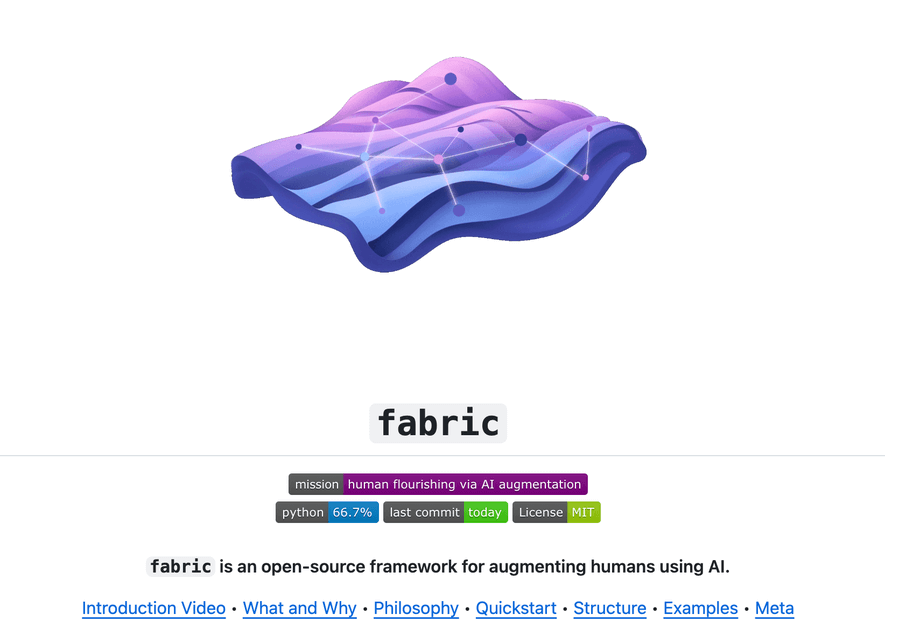 fabric
mission human flourishing via AI augmentation
python 66.7% last commit today License MIT
fabric is an open-source framework for augmenting humans using AI.
Introduction Video • What and Why • Philosophy • Quickstart • Structure • Examples • Meta